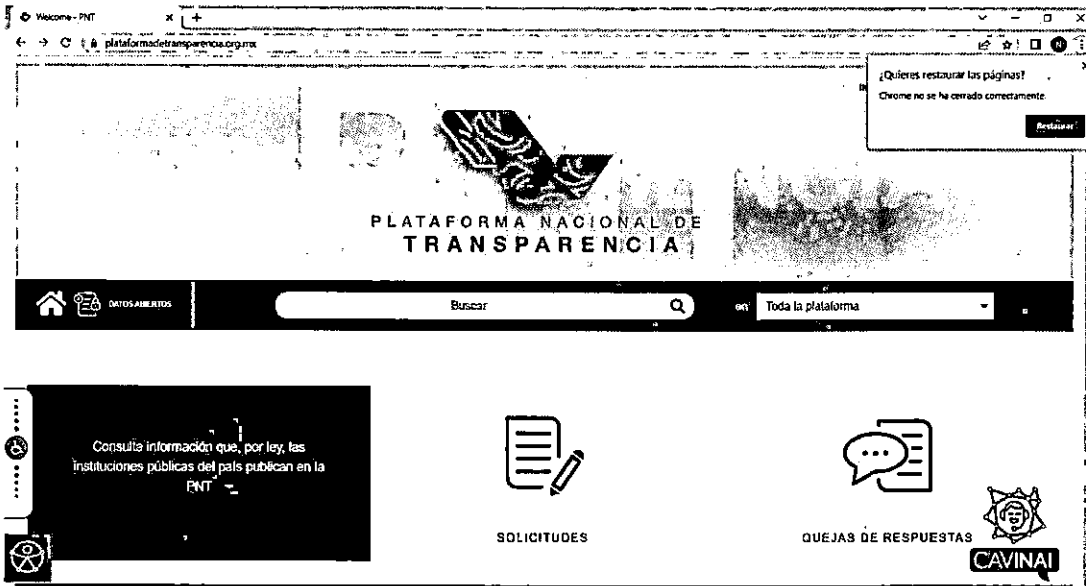 Welcome - PNT
plataformadetransparencia.org.mx
¿Quieres restaurar las páginas?
Chrome no se ha cerrado correctamente.
Restaurar
PLATAFORMA NACIONAL DE
TRANSPARENCIA
DATOS ABIERTOS
Buscar
en
Toda la plataforma
Consulta información que, por ley, las
instituciones públicas del país publican en la
PNT
SOLICITUDES
QUEJAS DE RESPUESTAS
CAVINAI